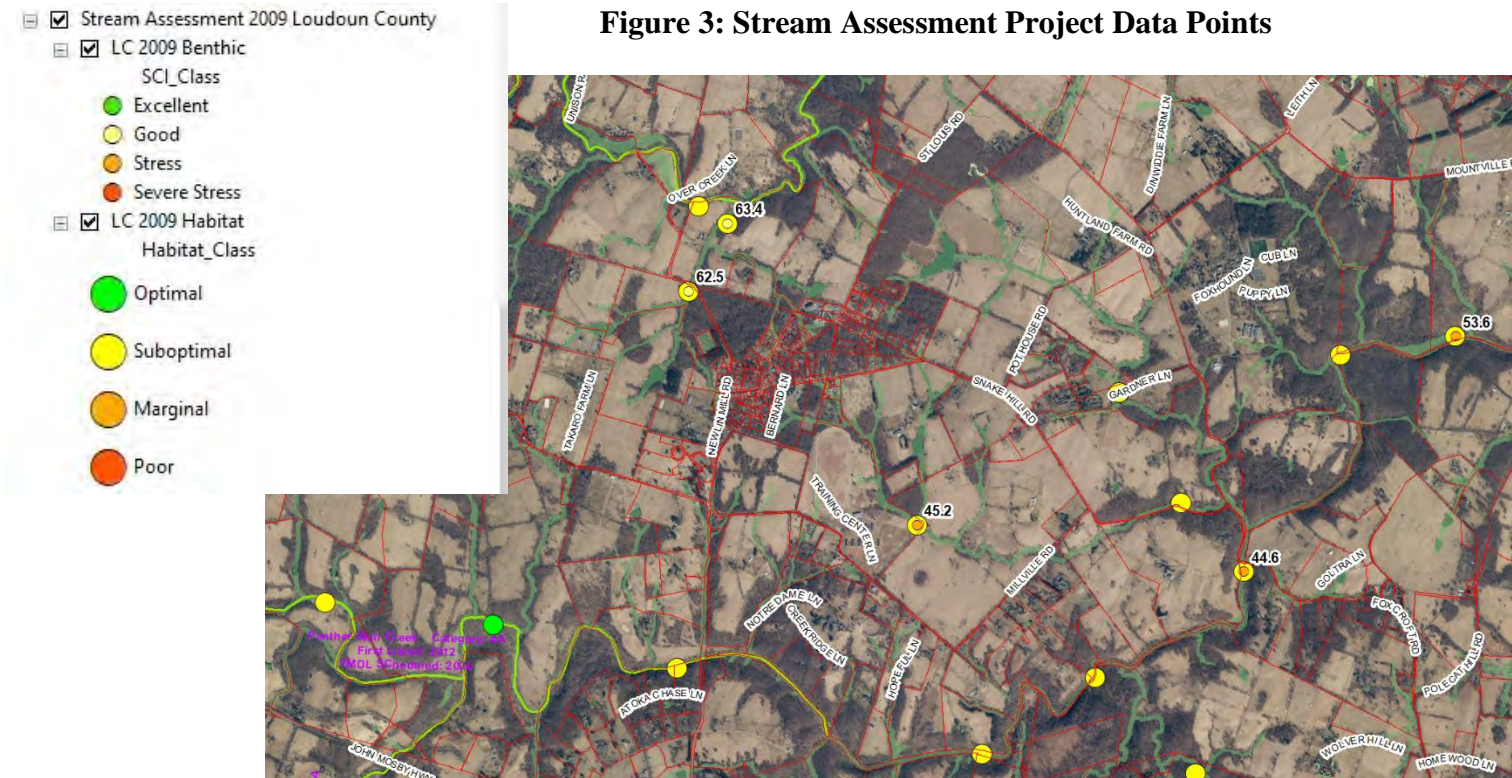 Figure 3: Stream Assessment Project Data Points
Stream Assessment 2009 Loudoun County
LC 2009 Benthic
SCI_Class
Excellent
Good
Stress
Severe Stress
LC 2009 Habitat
Habitat_Class
Optimal
Suboptimal
Marginal
Poor
UNISON
ST LOUIS RD
DINWIDDIE FARM LN
LEITH LN
MOUNTVILLE
OVER CREEK LN
63.4
HUNTLAND FARM RD
62.5
FOXHOUND LN
CUB LN
PUPPY LN
53.6
POTHOUSE RD
TAKARO FARM LN
NEWLIN MILL RD
BERNARD LN
SNAKE HILL RD
GARDNER LN
TRAINING CENTER LN
45.2
MILLVILLE RD
44.6
GOLTRA LN
NOTRE DAME LN
CREEKRIDGE LN
FOXCROFT RD
POLECAT HILL RD
HOPEFUL LN
Creek
First
2012
TMDL Scheduled:
ATOKA CHASE LN
JOHN MOSBY HWY
WOLVER HILL LN
HOMEWOOD LN